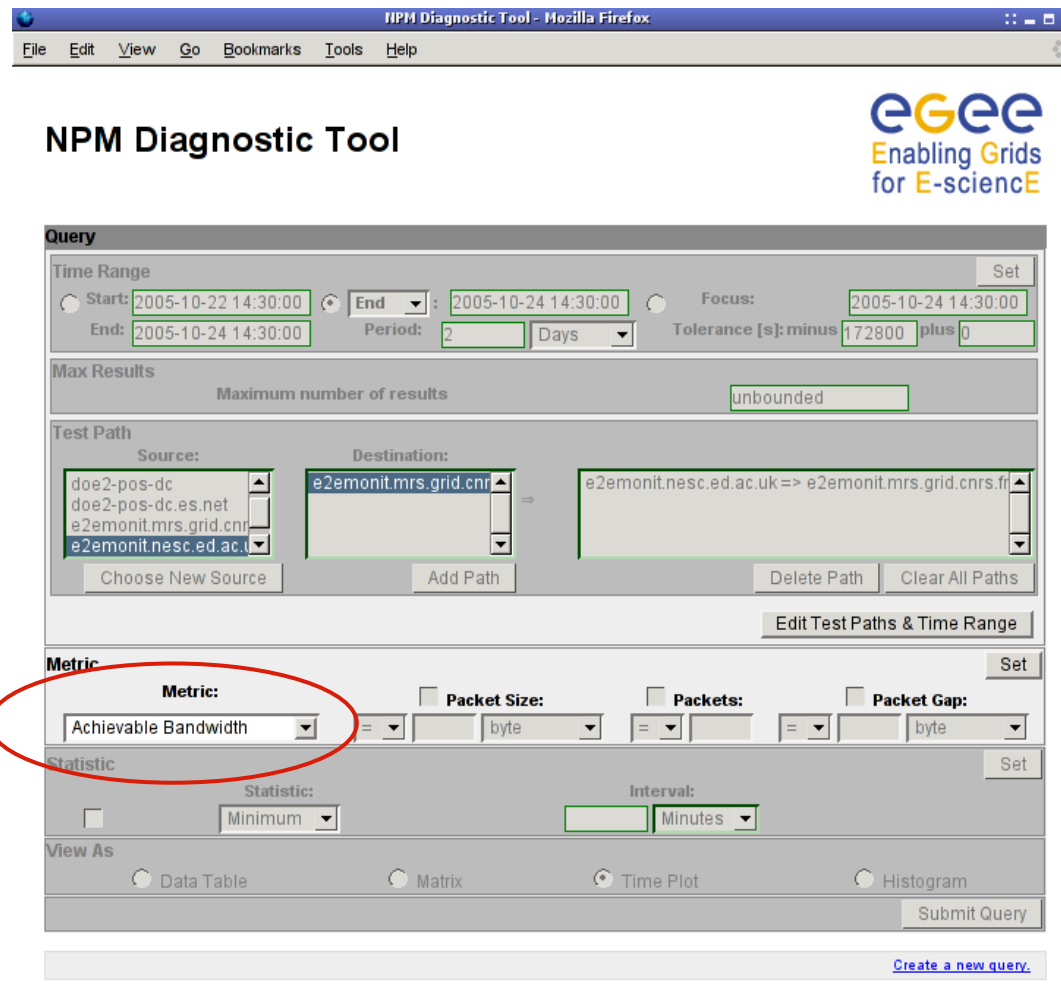 NPM Diagnostic Tool - Mozilla Firefox
File Edit View Go Bookmarks Tools Help
NPM Diagnostic Tool
eGee
Enabling Grids
for E-sciencE
Query
Time Range Set
Start: 2005-10-22 14:30:00 End : 2005-10-24 14:30:00 Focus: 2005-10-24 14:30:00
End: 2005-10-24 14:30:00 Period: 2 Days Tolerance [s]: minus 172800 plus 0
Max Results
Maximum number of results unbounded
Test Path
Source: Destination:
doe2-pos-dc e2emonit.mrs.grid.cnr ⇒ e2emonit.nesc.ed.ac.uk => e2emonit.mrs.grid.cnrs.fr
doe2-pos-dc.es.net
e2emonit.mrs.grid.cnr
e2emonit.nesc.ed.ac.u
Choose New Source Add Path Delete Path Clear All Paths
Edit Test Paths & Time Range
Metric Set
Metric: Packet Size: Packets: Packet Gap:
Achievable Bandwidth = byte = = byte
Statistic Set
Statistic: Interval:
Minimum Minutes
View As
Data Table Matrix Time Plot Histogram
Submit Query
Create a new query.